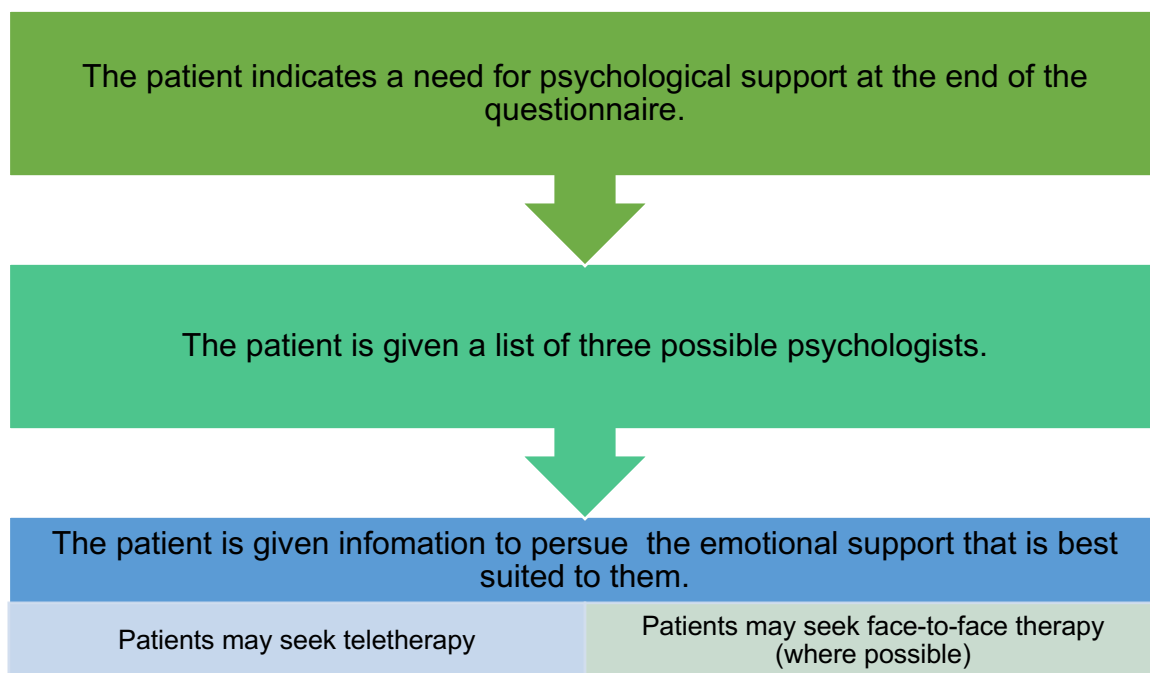 The patient indicates a need for psychological support at the end of the
questionnaire.
The patient is given a list of three possible psychologists.
The patient is given infomation to persue  the emotional support that is best
suited to them.
Patients may seek teletherapy
Patients may seek face-to-face therapy
(where possible)